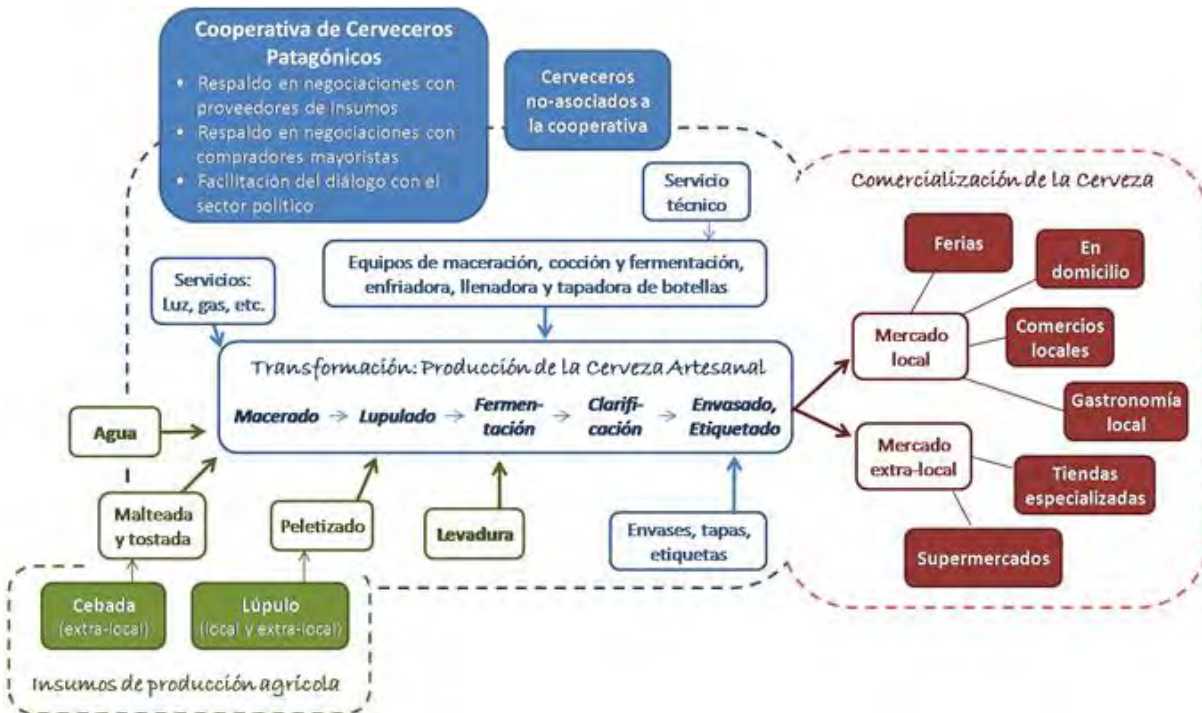 Cooperativa de Cerveceros
Patagónicos
• Respaldo en negociaciones con
proveedores de insumos
• Respaldo en negociaciones con
compradores mayoristas
• Facilitación del diálogo con el
sector político
Cerveceros
no-asociados a
la cooperativa
Servicio
técnico
Servicios:
Luz, gas, etc.
Equipos de maceración, cocción y fermentación,
enfriadora, llenadora y tapadora de botellas
Transformación: Producción de la Cerveza Artesanal
Macerado
Lupulado
Fermen-
tación
Clarifi-
cación
Envasado,
Etiquetado
Agua
Malteada
y tostada
Peletizado
Levadura
Envases, tapas,
etiquetas
Cebada
(extra-local)
Lúpulo
(local y extra-local)
Insumos de producción agrícola
Comercialización de la Cerveza
Ferias
En
domicilio
Mercado
local
Comercios
locales
Gastronomía
local
Mercado
extra-local
Tiendas
especializadas
Supermercados